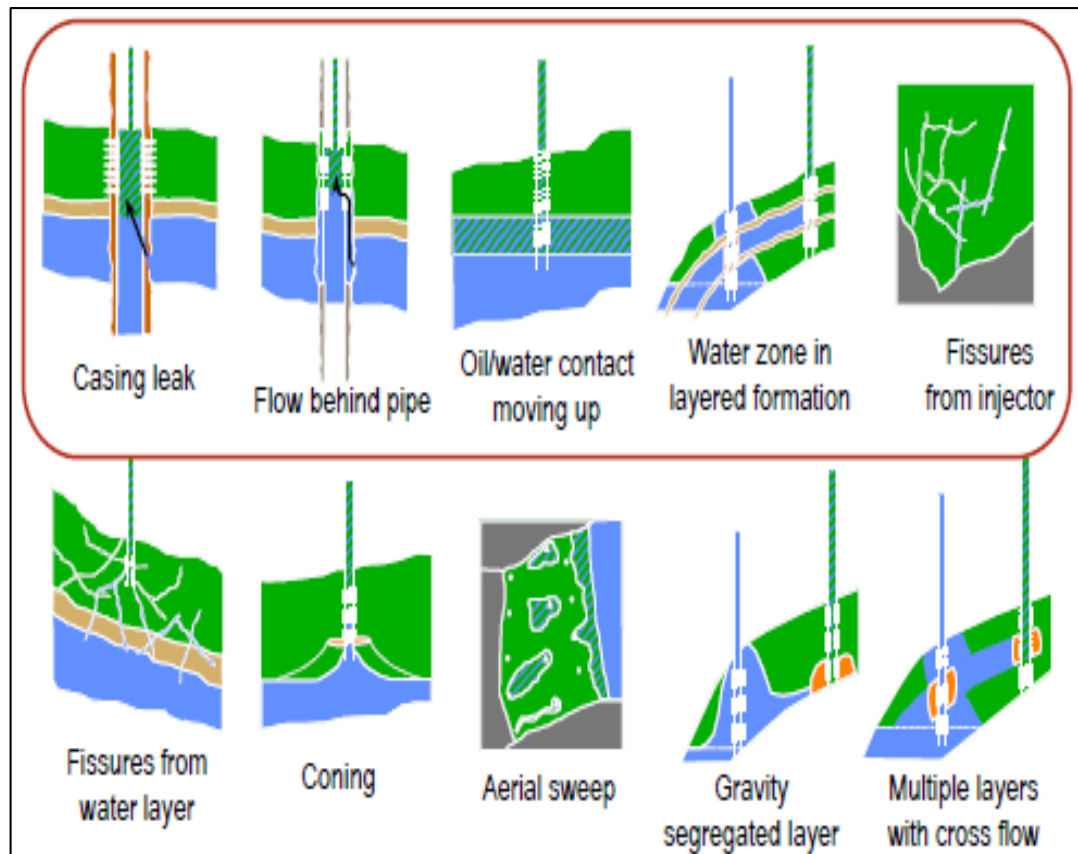 Casing leak
Flow behind pipe
Oil/water contact
moving up
Water zone in
layered formation
Fissures
from injector
Fissures from
water layer
Coning
Aerial sweep
Gravity
segregated layer
Multiple layers
with cross flow